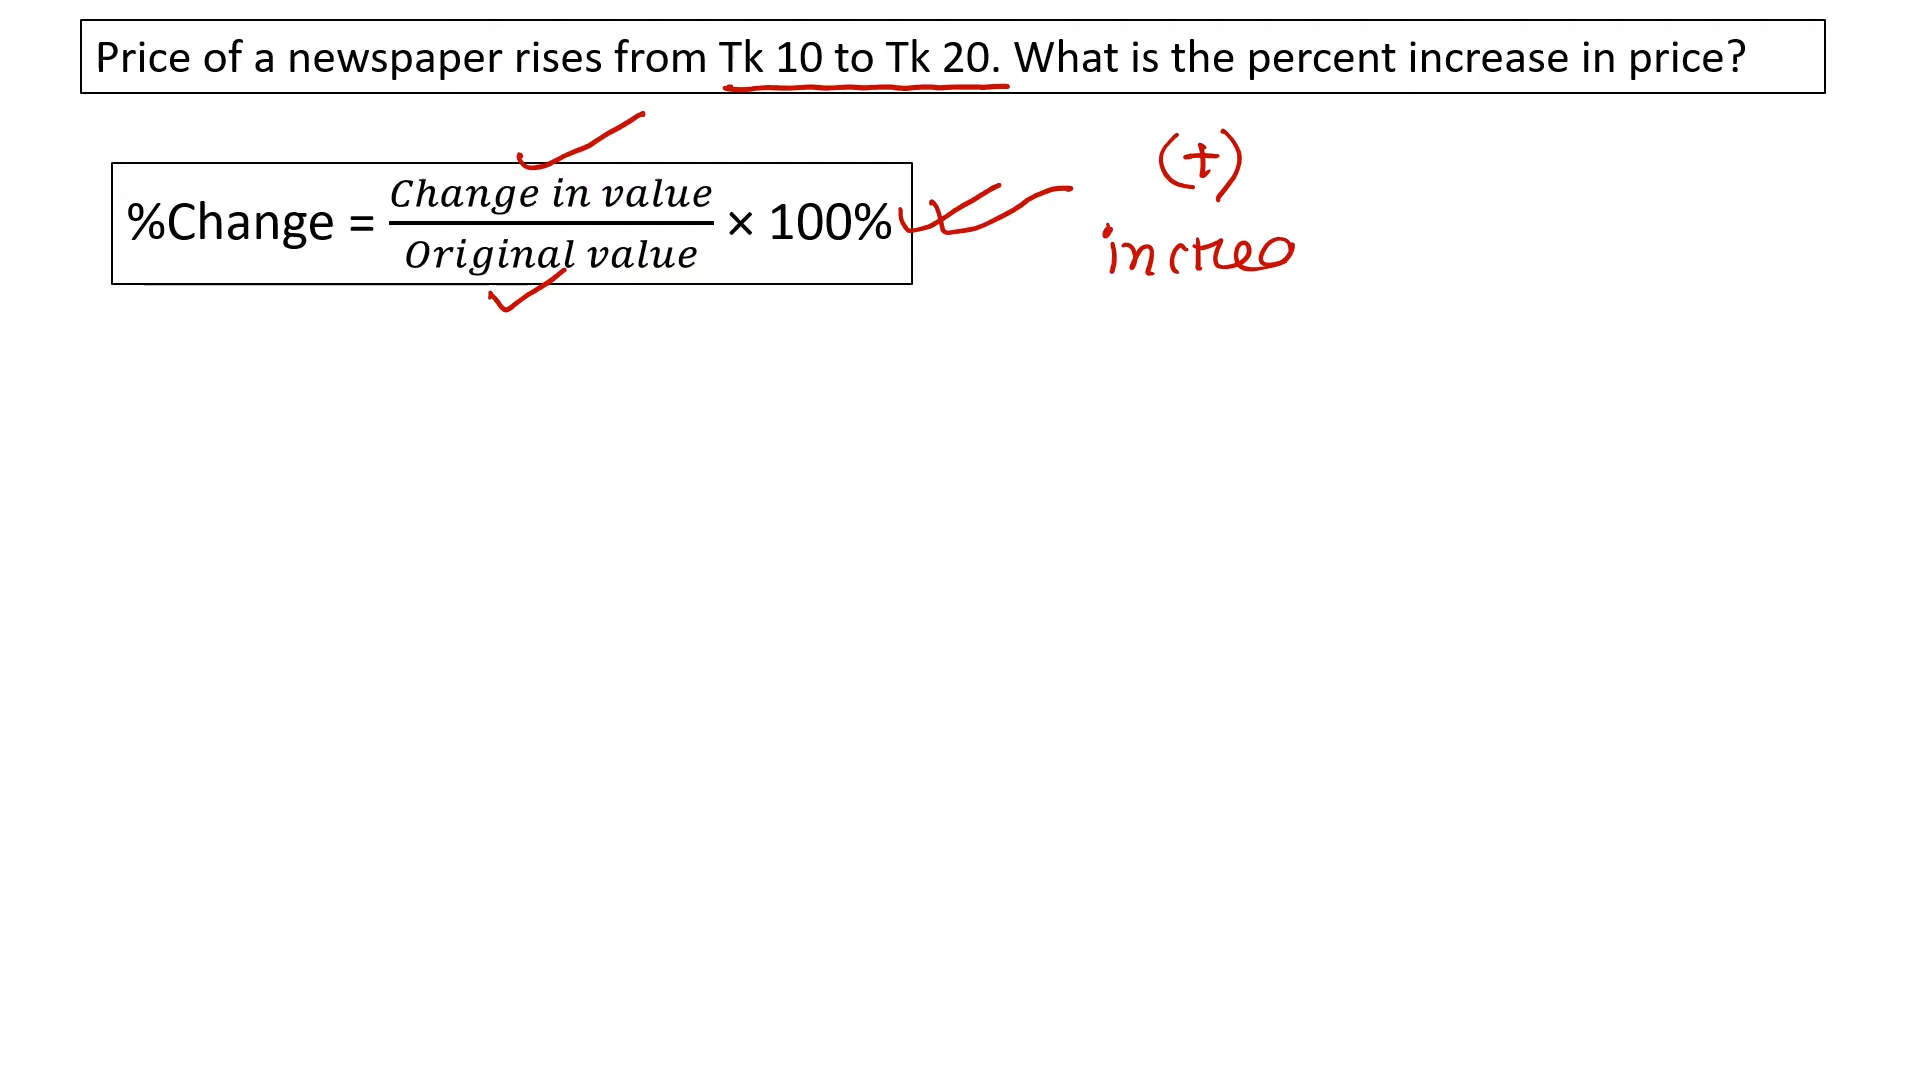 Price of a newspaper rises from Tk 10 to Tk 20. What is the percent increase in price?
%Change = Change in value / Original value × 100%
(+)
increa